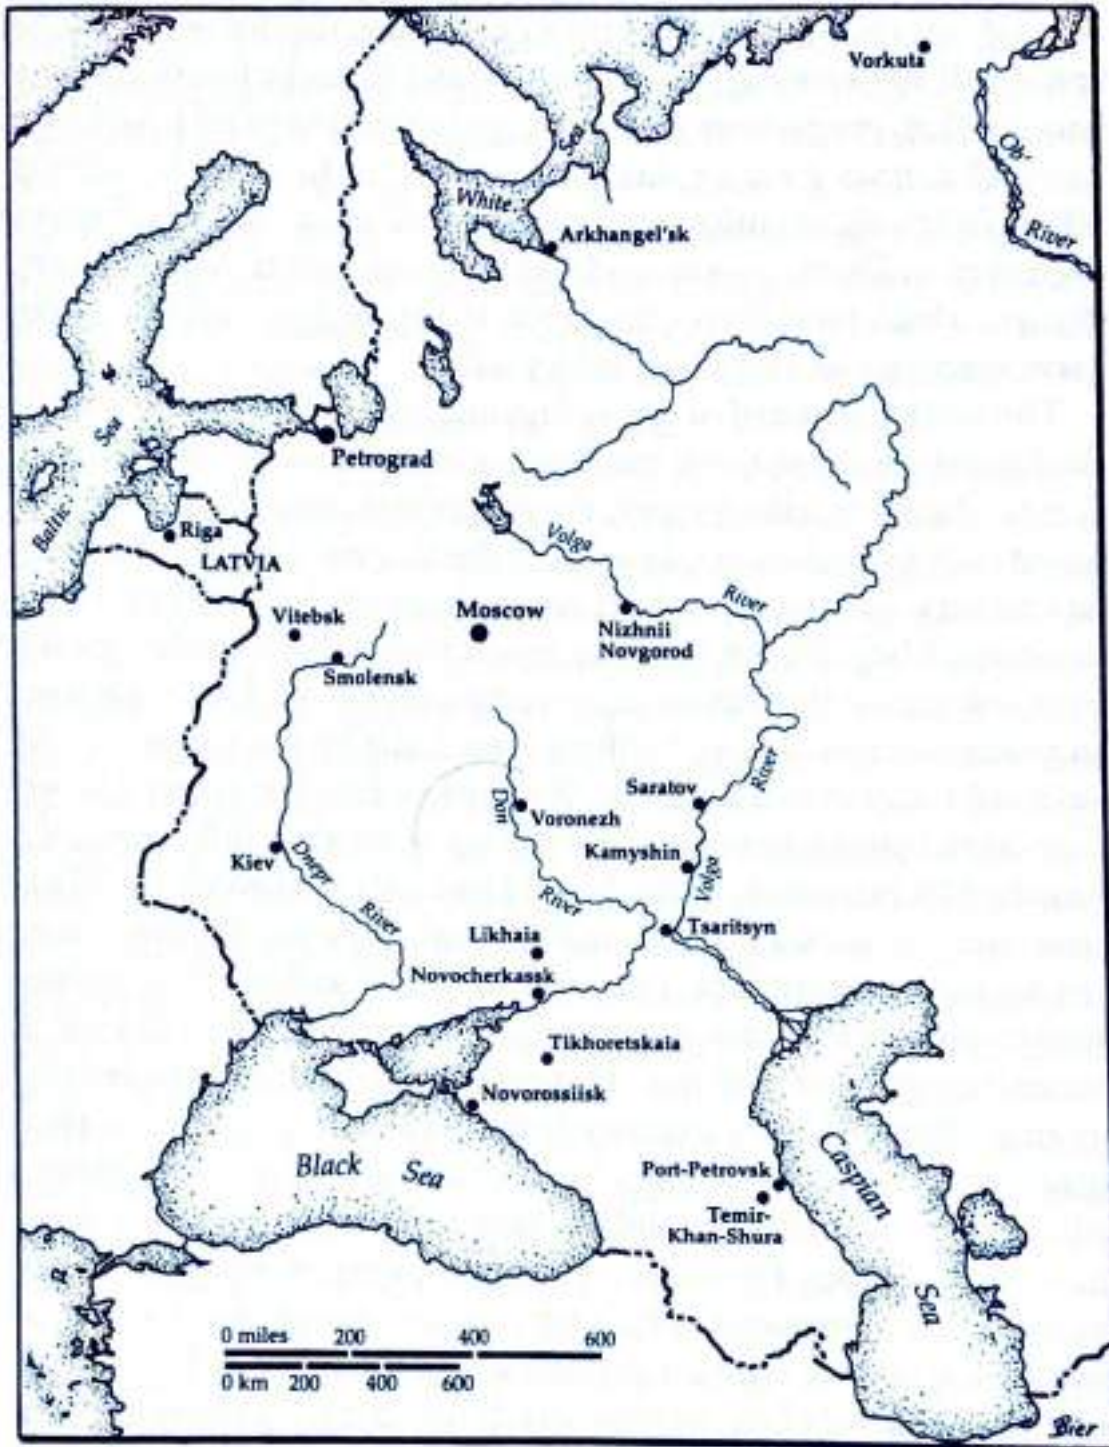 Vorkuta
Ob-
River
White
Sea
Arkhangel'sk
Petrograd
Baltic
Sea
Riga
LATVIA
Volga
River
Vitebsk
Moscow
Nizhnii
Novgorod
Smolensk
Don
River
Voronezh
Saratov
River
Kamyshin
Volga
Kiev
Dnepr
River
Likhaia
Tsaritsyn
Novocherkassk
Tikhoretskaia
Novorossiisk
Black Sea
Port-Petrovsk
Temir-
Khan-Shura
Caspian
Sea
0 miles 200 400 600
0 km 200 400 600
Bier